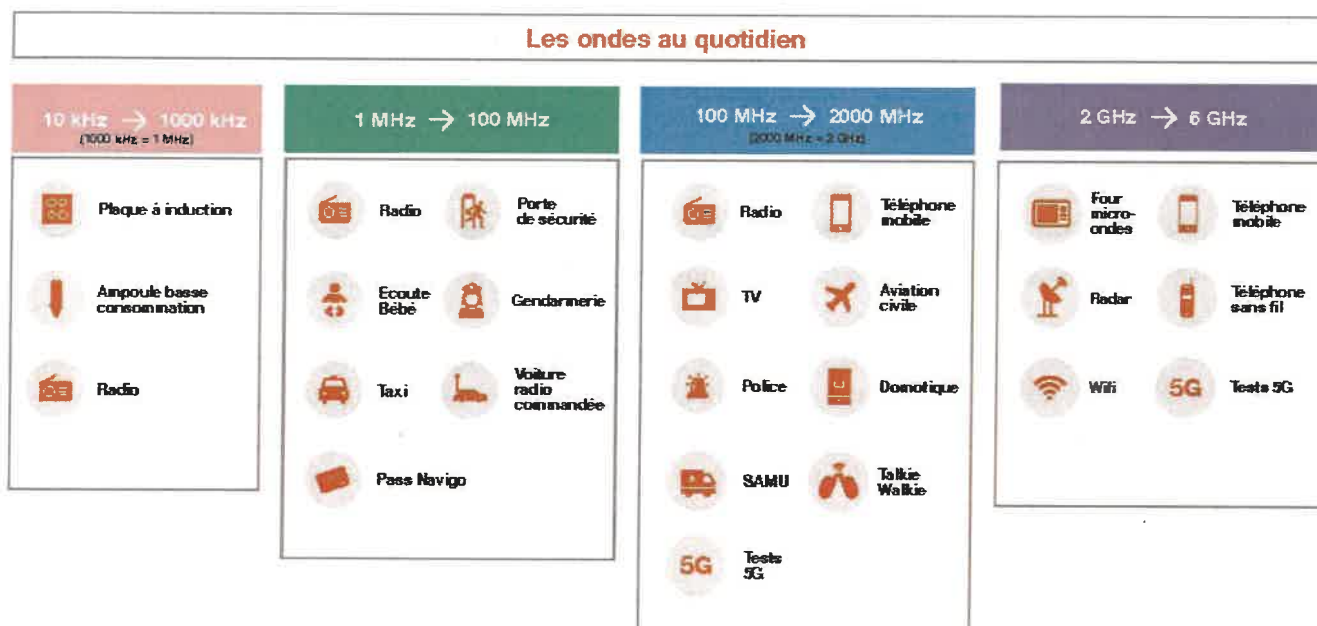 Les ondes au quotidien
10 kHz → 1000 kHz
(1000 kHz = 1 MHz)
Plaque à induction
Ampoule basse
consommation
Radio
1 MHz → 100 MHz
Radio
Porte
de sécurité
Ecoute
Bébé
Gendarmerie
Taxi
Voiture
radio
commandée
Pass Navigo
100 MHz → 2000 MHz
(2000 MHz = 2 GHz)
Radio
Téléphone
mobile
TV
Aviation
civile
Police
Domotique
SAMU
Talkie
Walkie
5G
Tests
5G
2 GHz → 6 GHz
Four
micro-
ondes
Téléphone
mobile
Radar
Téléphone
sans fil
Wifi
5G
Tests 5G